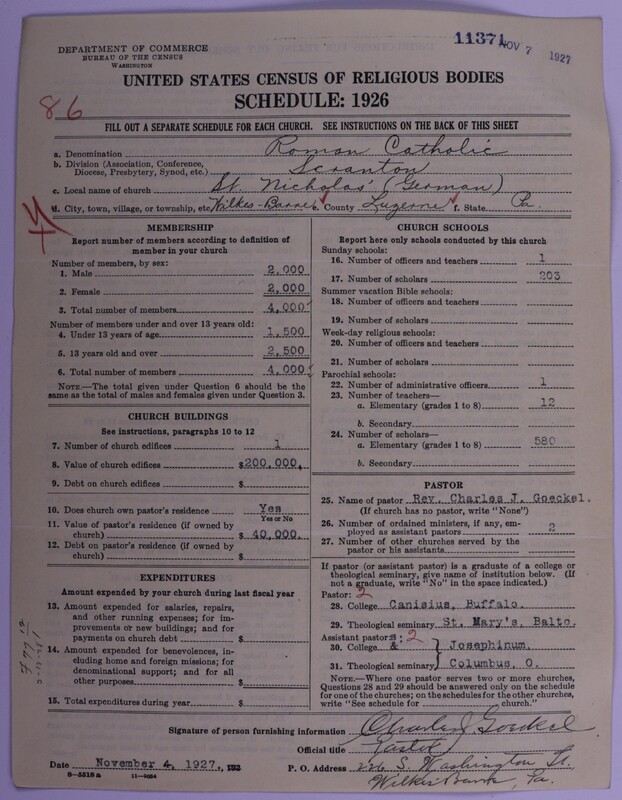 11371 NOV 7 1927
DEPARTMENT OF COMMERCE
BUREAU OF THE CENSUS
WASHINGTON
UNITED STATES CENSUS OF RELIGIOUS BODIES
SCHEDULE: 1926
86
FILL OUT A SEPARATE SCHEDULE FOR EACH CHURCH. SEE INSTRUCTIONS ON THE BACK OF THIS SHEET
a. Denomination Roman Catholic
b. Division (Association, Conference, Diocese, Presbytery, Synod, etc.) Scranton
c. Local name of church St. Nicholas' (German)
d. City, town, village, or township, etc. Wilkes-Barre e. County Luzerne f. State Pa.
MEMBERSHIP
Report number of members according to definition of
member in your church
Number of members, by sex:
1. Male 2,000
2. Female 2,000
3. Total number of members 4,000
Number of members under and over 13 years old:
4. Under 13 years of age 1,500
5. 13 years old and over 2,500
6. Total number of members 4,000
NOTE.—The total given under Question 6 should be
same as the total of males and females given under Question 3.
CHURCH BUILDINGS
See instructions, paragraphs 10 to 12
7. Number of church edifices 1
8. Value of church edifices $200,000.
9. Debt on church edifices $
10. Does church own pastor's residence? Yes
Yes or No
11. Value of pastor's residence (if owned by
church) $ 40,000.
12. Debt on pastor's residence (if owned by
church) $
EXPENDITURES
Amount expended by your church during last fiscal year
13. Amount expended for salaries, repairs,
and other running expenses; for im-
provements or new buildings; and for
payments on church debt $
14. Amount expended for benevolences, in-
cluding home and foreign missions; for
denominational support; and for all
other purposes $
15. Total expenditures during year $
CHURCH SCHOOLS
Report here only schools conducted by this church
Sunday schools:
16. Number of officers and teachers 1
17. Number of scholars 203
Summer vacation Bible schools:
18. Number of officers and teachers
19. Number of scholars
Week-day religious schools:
20. Number of officers and teachers
21. Number of scholars
Parochial schools:
22. Number of administrative officers 1
23. Number of teachers—
a. Elementary (grades 1 to 8) 12
b. Secondary
24. Number of scholars—
a. Elementary (grades 1 to 8) 580
b. Secondary
PASTOR
25. Name of pastor Rev. Charles J. Goeckel.
(If church has no pastor, write "None")
26. Number of ordained ministers, if any, em-
ployed as assistant pastors 2
27. Number of other churches served by the
pastor or his assistants
If pastor (or assistant pastor) is a graduate of a college or
theological seminary, give name of institution below. (If
not a graduate, write "No" in the space indicated.)
Pastor: 2
28. College Canisius, Buffalo.
29. Theological seminary St. Mary's, Balto.
Assistant pastors: 2
30. College & } Josephinum.
31. Theological seminary } Columbus, O.
NOTE.—Where one pastor serves two or more churches,
Questions 28 and 29 should be answered only on the schedule
for one of the churches; on the schedules for the other churches,
write "See schedule for church."
Signature of person furnishing information Charles J. Goeckel
Official title Pastor
Date November 4, 1927.
P. O. Address 226 S. Washington St.
Wilkes-Barre, Pa.
8—5518 a 11—9054